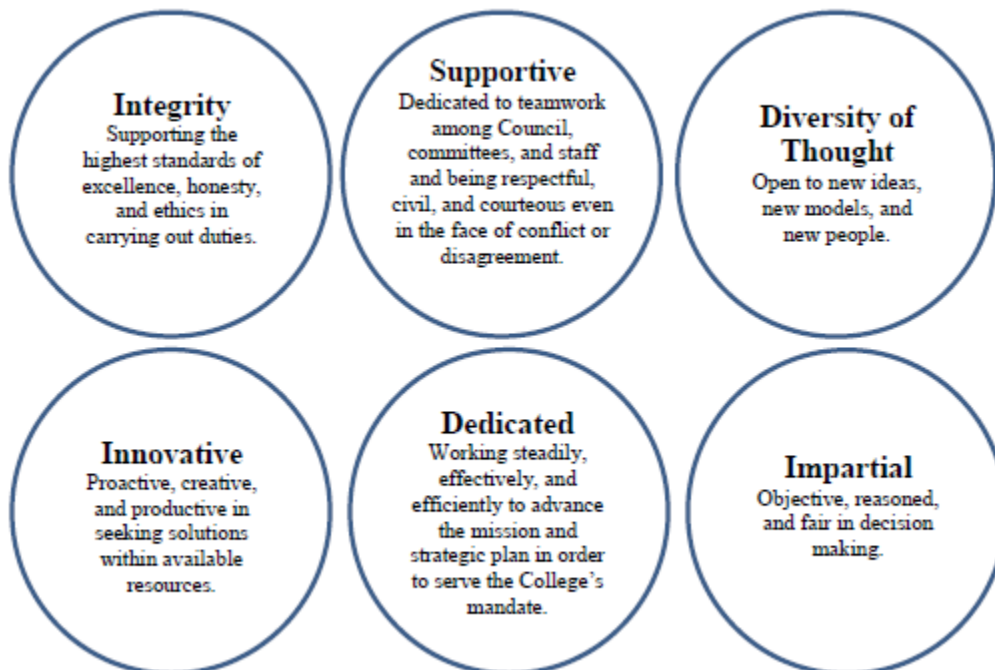 Integrity
Supporting the
highest standards of
excellence, honesty,
and ethics in
carrying out duties.
Supportive
Dedicated to teamwork
among Council,
committees, and staff
and being respectful,
civil, and courteous even
in the face of conflict or
disagreement.
Diversity of
Thought
Open to new ideas,
new models, and
new people.
Innovative
Proactive, creative,
and productive in
seeking solutions
within available
resources.
Dedicated
Working steadily,
effectively, and
efficiently to advance
the mission and
strategic plan in order
to serve the College's
mandate.
Impartial
Objective, reasoned,
and fair in decision
making.